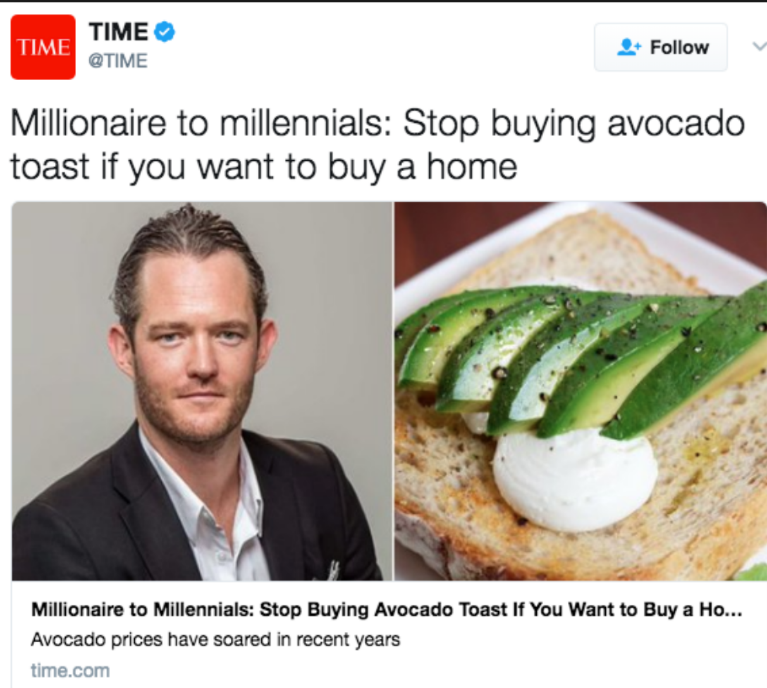 TIME
TIME
@TIME
Follow
Millionaire to millennials: Stop buying avocado
toast if you want to buy a home
Millionaire to Millennials: Stop Buying Avocado Toast If You Want to Buy a Ho...
Avocado prices have soared in recent years
time.com